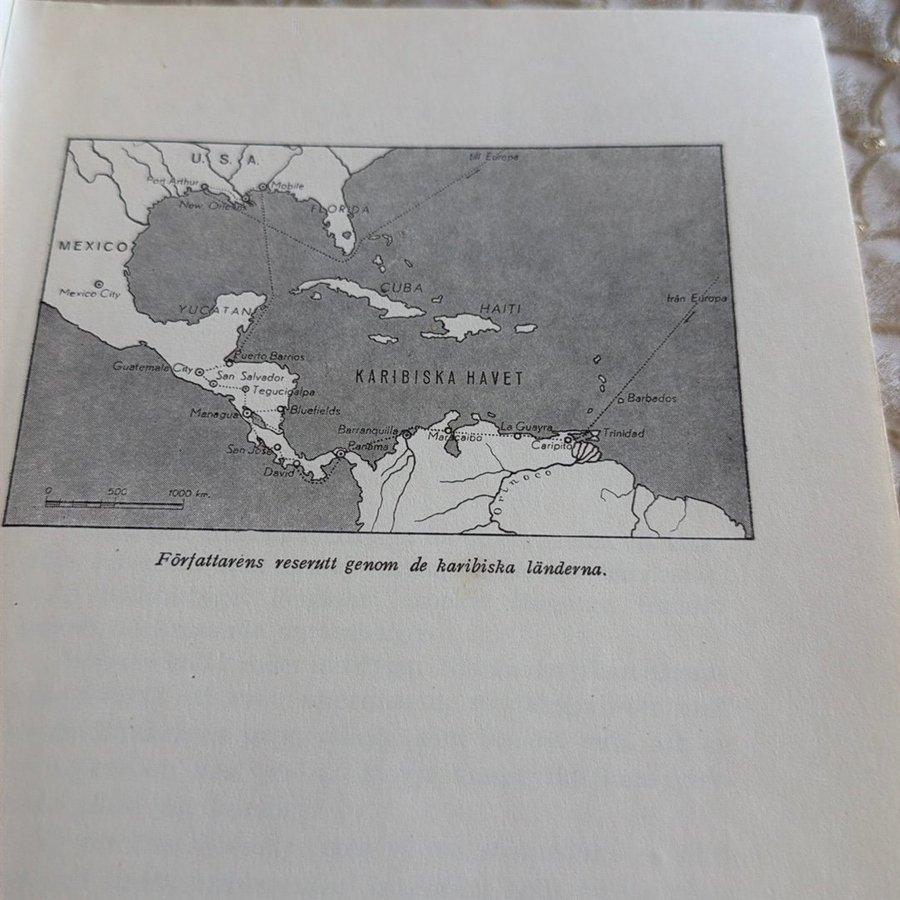 U. S. A.
till Europa
Port Arthur
Mobile
New Orleans
FLORIDA
MEXICO
Mexico City
CUBA
från Europa
YUCATAN
HAITI
Puerto Barrios
Guatemala City
San Salvador
KARIBISKA HAVET
Tegucigalpa
Barbados
Managua
Bluefields
La Guayra
Barranquilla
Maracaibo
Trinidad
San José
Panama
Caripito
David
Orinoco
0 500 1000 km.
Författarens reserutt genom de karibiska länderna.